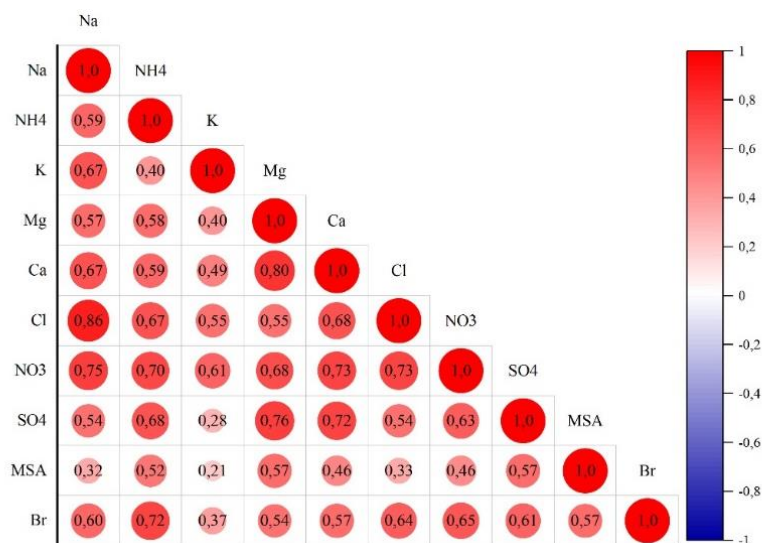 Na
Na 1,0 NH4
NH4 0,59 1,0 K
K 0,67 0,40 1,0 Mg
Mg 0,57 0,58 0,40 1,0 Ca
Ca 0,67 0,59 0,49 0,80 1,0 Cl
Cl 0,86 0,67 0,55 0,55 0,68 1,0 NO3
NO3 0,75 0,70 0,61 0,68 0,73 0,73 1,0 SO4
SO4 0,54 0,68 0,28 0,76 0,72 0,54 0,63 1,0 MSA
MSA 0,32 0,52 0,21 0,57 0,46 0,33 0,46 0,57 1,0 Br
Br 0,60 0,72 0,37 0,54 0,57 0,64 0,65 0,61 0,57 1,0
1
0,8
0,6
0,4
0,2
0
-0,2
-0,4
-0,6
-0,8
-1